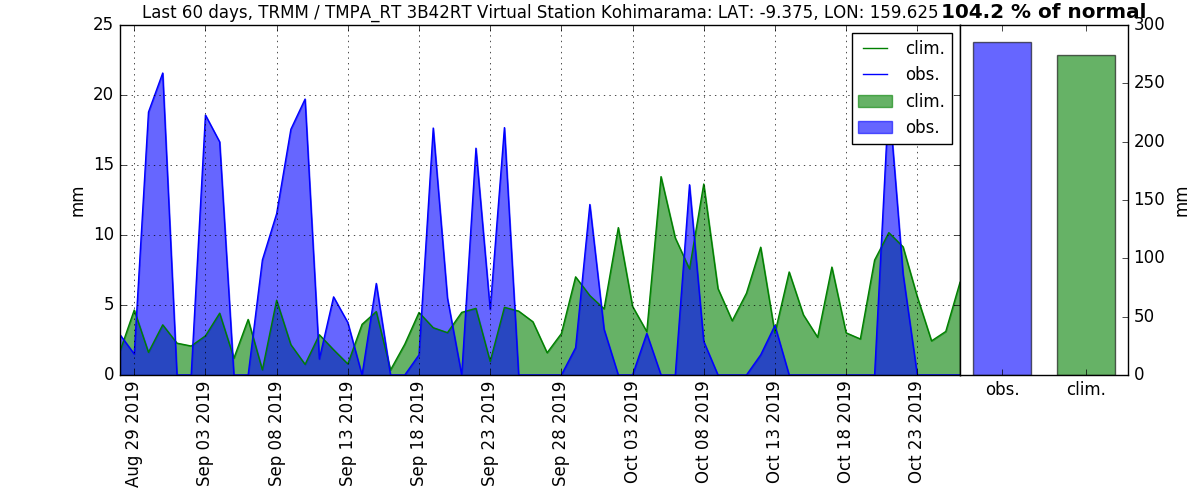 Last 60 days, TRMM / TMPA_RT 3B42RT Virtual Station Kohimarama: LAT: -9.375, LON: 159.625 104.2 % of normal
25
20
15
10
5
0
mm
clim.
obs.
clim.
obs.
300
250
200
150
100
50
0
mm
obs.
clim.
Aug 29 2019
Sep 03 2019
Sep 08 2019
Sep 13 2019
Sep 18 2019
Sep 23 2019
Sep 28 2019
Oct 03 2019
Oct 08 2019
Oct 13 2019
Oct 18 2019
Oct 23 2019